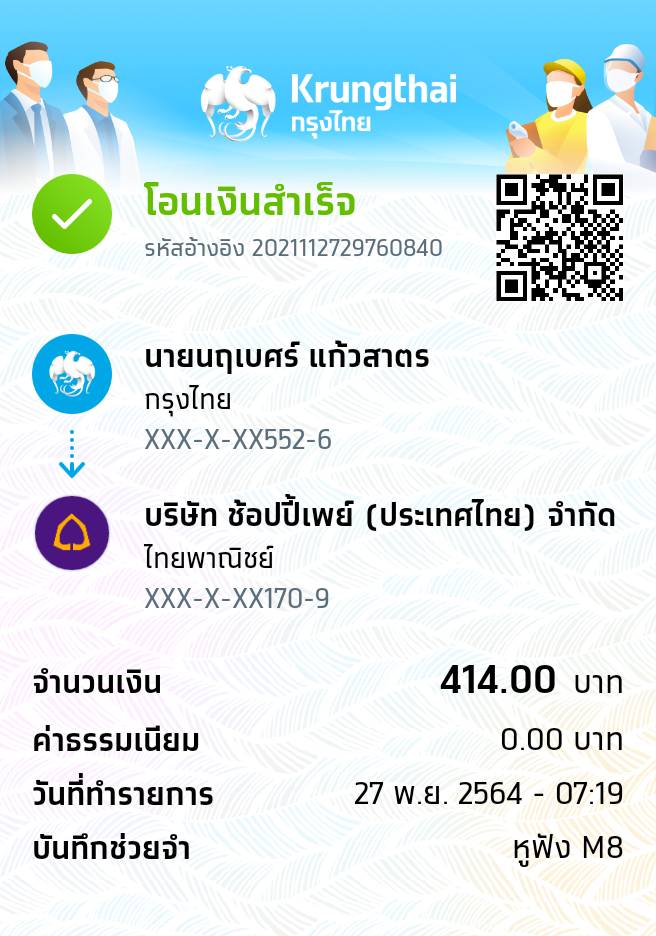 Krungthai
กรุงไทย
โอนเงินสำเร็จ
รหัสอ้างอิง 2021112729760840
นายนฤเบศร์ แก้วสาตร
กรุงไทย
XXX-X-XX552-6
บริษัท ช้อปปี้เพย์ (ประเทศไทย) จำกัด
ไทยพาณิชย์
XXX-X-XX170-9
จำนวนเงิน 414.00 บาท
ค่าธรรมเนียม 0.00 บาท
วันที่ทำรายการ 27 พ.ย. 2564 - 07:19
บันทึกช่วยจำ หูฟัง M8